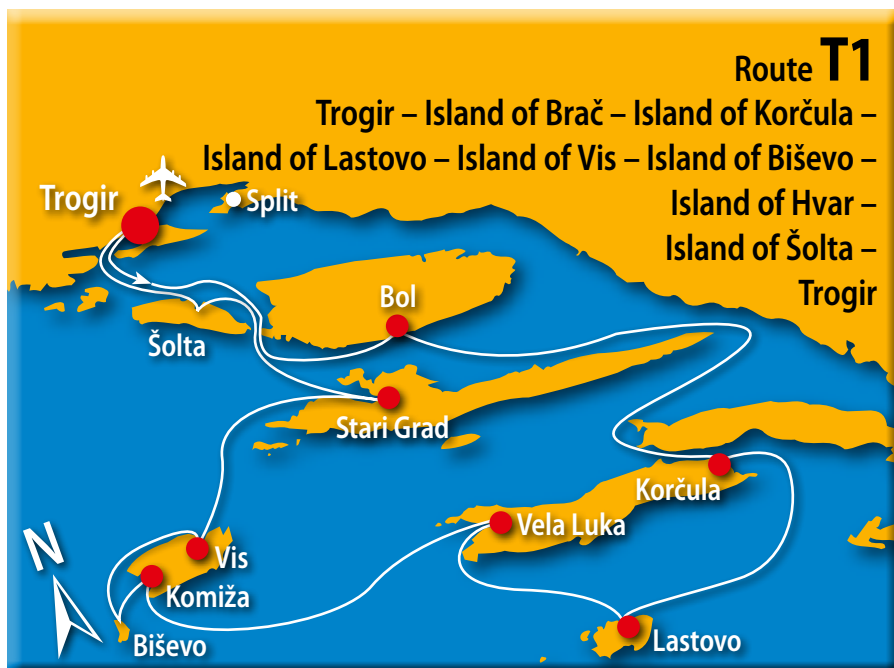 Route T1
Trogir – Island of Brač – Island of Korčula –
Island of Lastovo – Island of Vis – Island of Biševo –
Island of Hvar –
Island of Šolta –
Trogir
Trogir
Split
Bol
Šolta
Stari Grad
Korčula
Vela Luka
N
Vis
Komiža
Biševo
Lastovo